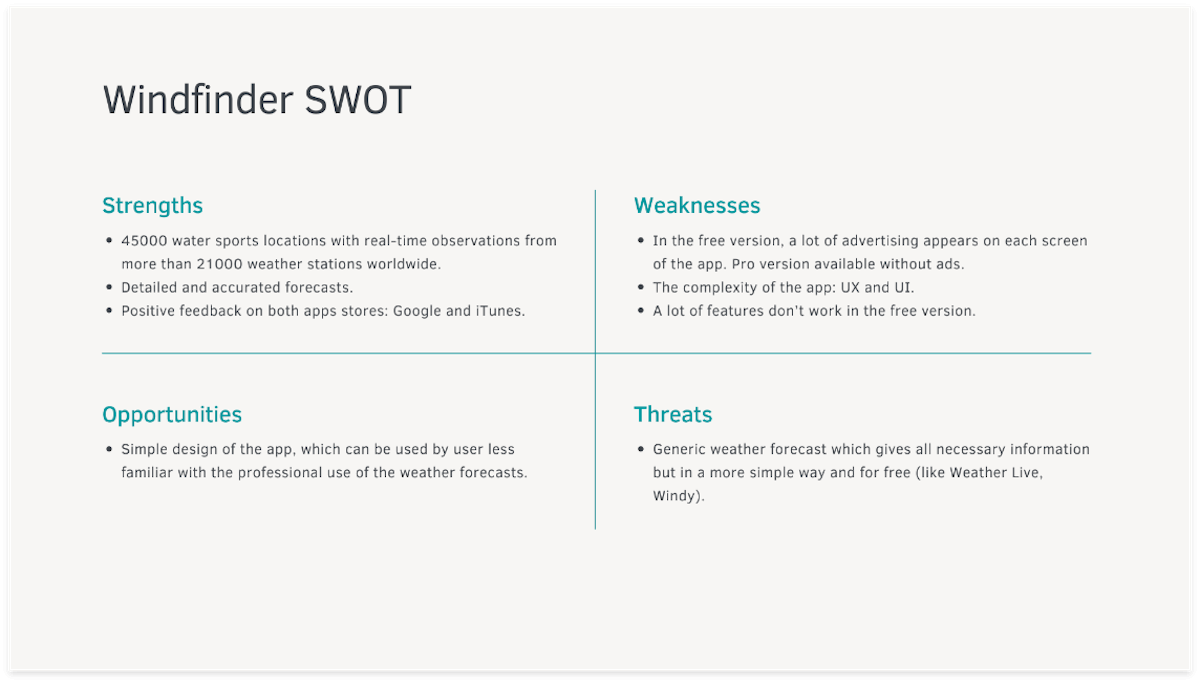 Windfinder SWOT
Strengths
• 45000 water sports locations with real-time observations from
more than 21000 weather stations worldwide.
• Detailed and accurated forecasts.
• Positive feedback on both apps stores: Google and iTunes.
Weaknesses
• In the free version, a lot of advertising appears on each screen
of the app. Pro version available without ads.
• The complexity of the app: UX and UI.
• A lot of features don't work in the free version.
Opportunities
• Simple design of the app, which can be used by user less
familiar with the professional use of the weather forecasts.
Threats
• Generic weather forecast which gives all necessary information
but in a more simple way and for free (like Weather Live,
Windy).